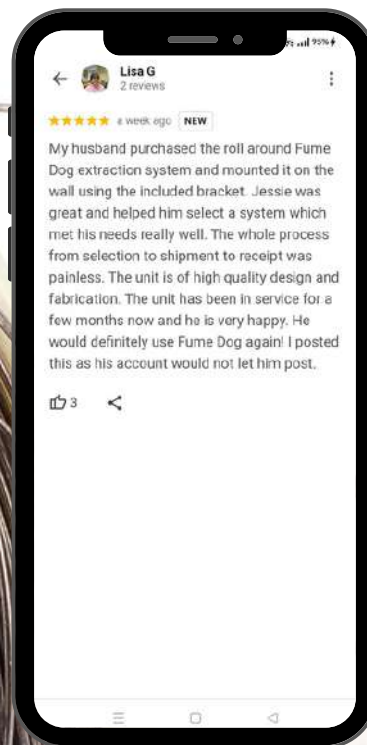 95%
Lisa G
2 reviews
a week ago NEW
My husband purchased the roll around Fume
Dog extraction system and mounted it on the
wall using the included bracket. Jessie was
great and helped him select a system which
met his needs really well. The whole process
from selection to shipment to receipt was
painless. The unit is of high quality design and
fabrication. The unit has been in service for a
few months now and he is very happy. He
would definitely use Fume Dog again! I posted
this as his account would not let him post.
3